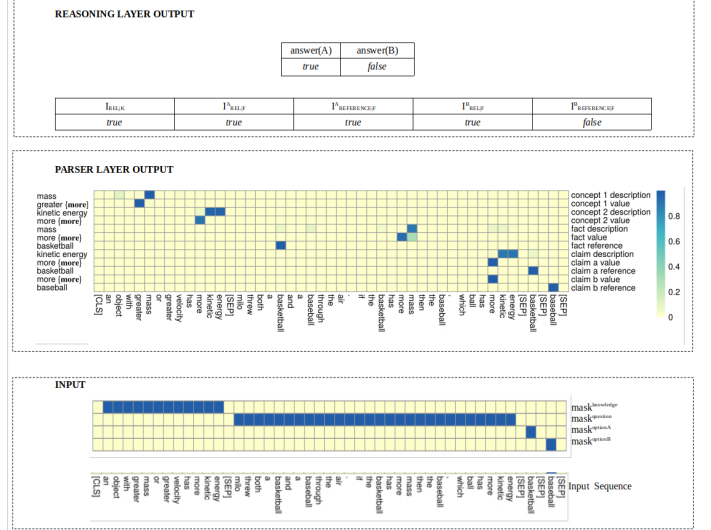 REASONING LAYER OUTPUT
answer(A) answer(B)
true false
I_REL|K I^A_REL|F I^A_REFERENCE|F I^B_REL|F I^B_REFERENCE|F
true true true true false
PARSER LAYER OUTPUT
mass concept 1 description
greater {more} concept 1 value
kinetic energy concept 2 description
more {more} concept 2 value
mass fact description
more {more} fact value
basketball fact reference
kinetic energy claim description
more {more} claim a value
basketball claim a reference
more {more} claim b value
baseball claim b reference
0.8
0.6
0.4
0.2
0
[CLS] an object with greater mass or greater velocity has more kinetic energy [SEP] milo threw both a basketball and a baseball through the air . if the basketball has more mass then the baseball , which ball has more kinetic energy [SEP] basketball [SEP] baseball [SEP]
INPUT
mask^knowledge
mask^question
mask^optionA
mask^optionB
[CLS] an object with greater mass or greater velocity has more kinetic energy [SEP] milo threw both a basketball and a baseball through the air . if the basketball has more mass then the baseball , which ball has more kinetic energy [SEP] basketball [SEP] baseball [SEP]
Input Sequence